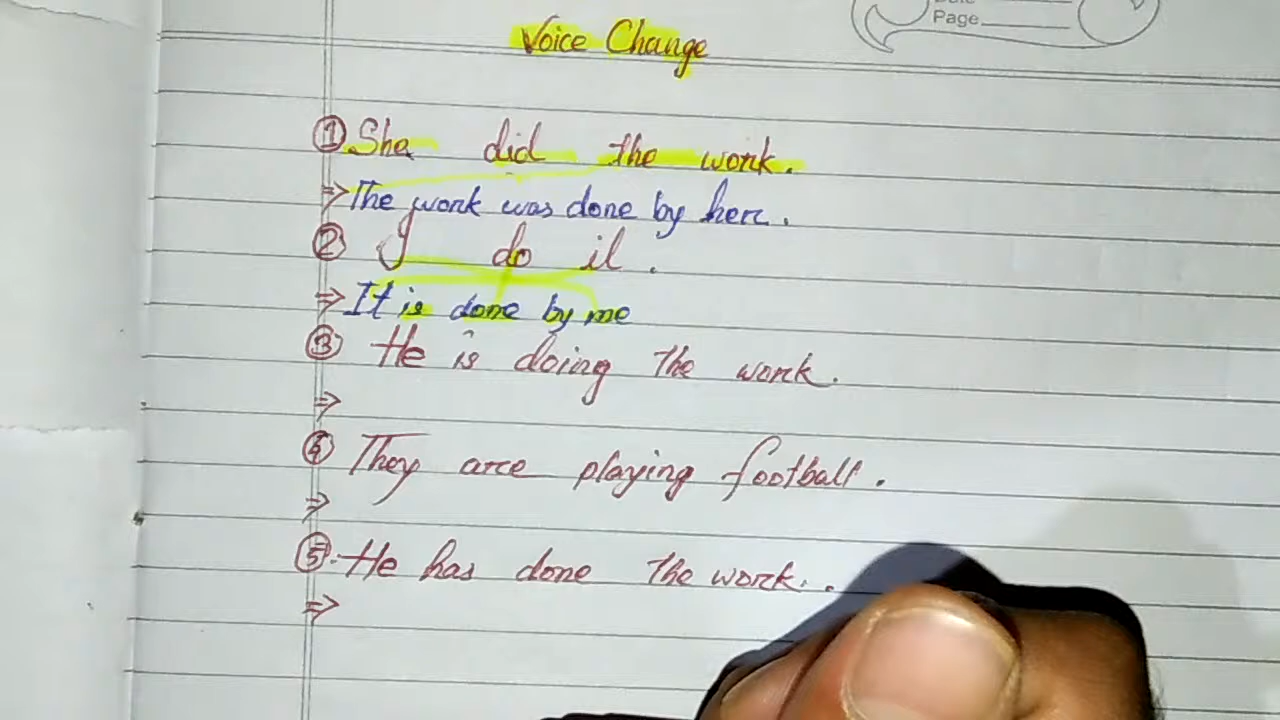 Page
Voice Change
① She did the work.
⇒ The work was done by her.
② I do it.
⇒ It is done by me
③ He is doing the work.
⇒
④ They are playing football.
⇒
⑤ He has done the work.
⇒